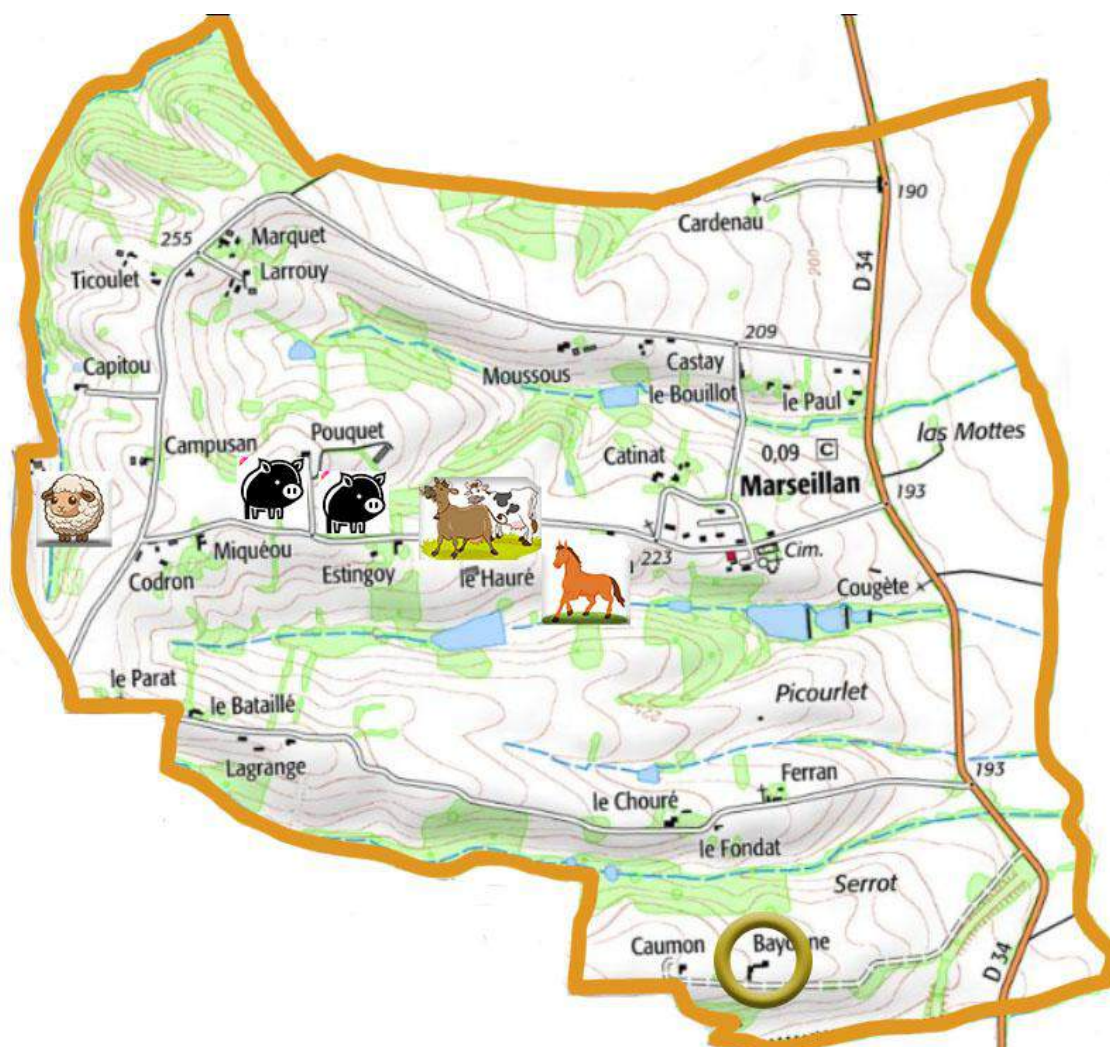 190
Cardenau
Marquet
255
Larrouy
Ticoulet
D 34
200
209
Castay
Moussous
Capitou
le Bouillot
le Paul
las Mottes
Pouquet
Campusan
Catinat
0,09 C
Marseillan
193
Miquéou
223
Cim.
Estingoy
le Hauré
Codron
Cougète
le Parat
Picourlet
le Bataillé
Lagrange
Ferran
193
le Chouré
le Fondat
Serrot
Caumon
D 34